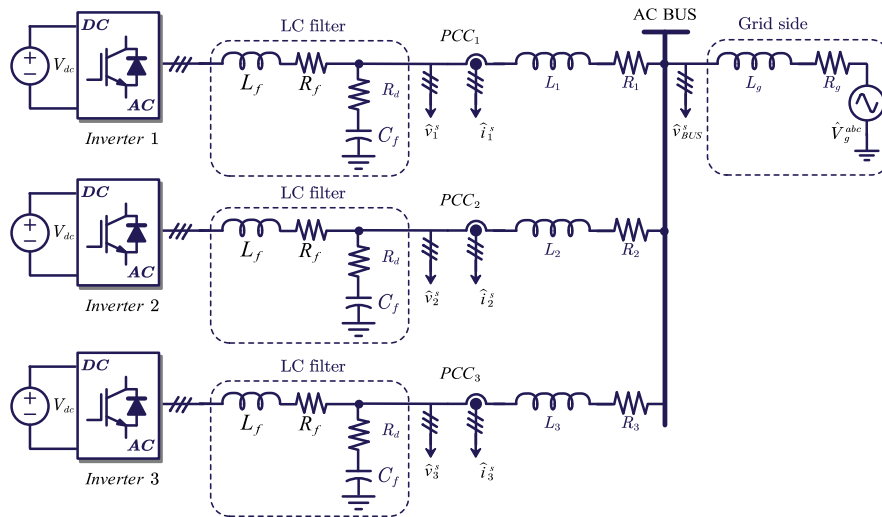 AC BUS
DC
AC
V_dc
LC filter
L_f
R_f
R_d
C_f
PCC_1
v̂_1^s
î_1^s
L_1
R_1
v̂_BUS^s
Grid side
L_g
R_g
V̂_g^abc
Inverter 1
DC
AC
V_dc
LC filter
L_f
R_f
R_d
C_f
PCC_2
v̂_2^s
î_2^s
L_2
R_2
Inverter 2
DC
AC
V_dc
LC filter
L_f
R_f
R_d
C_f
PCC_3
v̂_3^s
î_3^s
L_3
R_3
Inverter 3